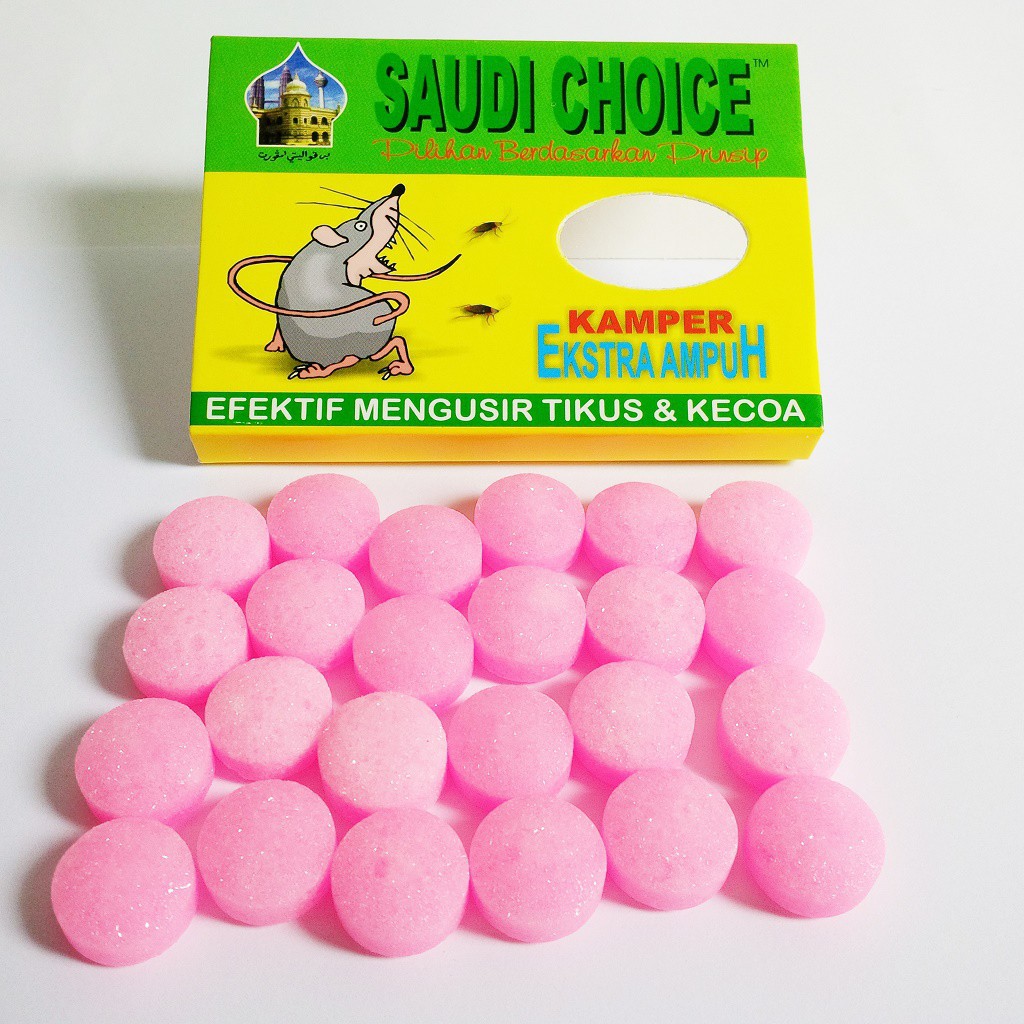 SAUDI CHOICE™
Pilihan Berdasarkan Prinsip
KAMPER
EKSTRA AMPUH
EFEKTIF MENGUSIR TIKUS & KECOA